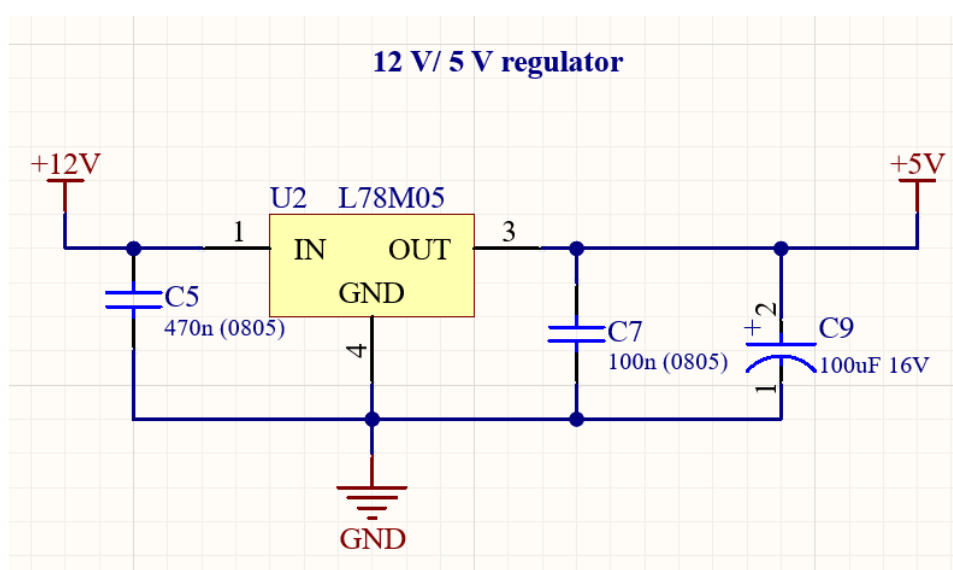 12 V/ 5 V regulator
+12V
+5V
U2 L78M05
1
3
IN OUT
GND
C5
470n (0805)
4
C7
100n (0805)
2
+
C9
100uF 16V
1
GND